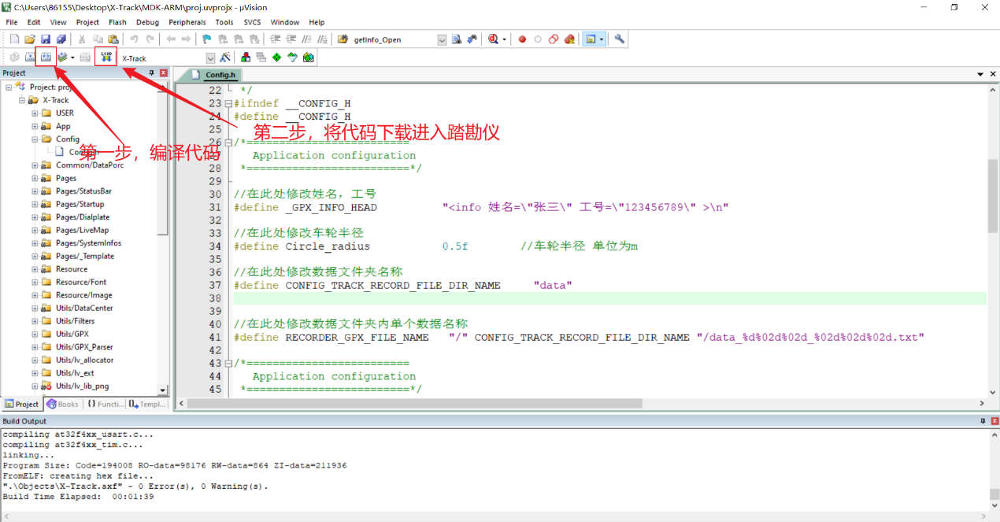 C:\Users\86155\Desktop\X-Track\MDK-ARM\proj.uvprojx - µVision
File Edit View Project Flash Debug Peripherals Tools SVCS Window Help
getInfo_Open
LOAD
X-Track
Project
Config.h
Project: proj
X-Track
USER
App
Config
Conf
Common/DataPorc
Pages
Pages/StatusBar
Pages/Startup
Pages/Dialplate
Pages/LiveMap
Pages/SystemInfos
Pages/_Template
Resource
Resource/Font
Resource/Image
Utils/DataCenter
Utils/Filters
Utils/GPX
Utils/GPX_Parser
Utils/lv_allocator
Utils/lv_ext
Utils/lv_lib_png
第一步，编译代码
第二步，将代码下载进入踏勘仪
22 */
23 #ifndef __CONFIG_H
24 #define __CONFIG_H
25
26 /*=========================
27 Application configuration
28 *=========================*/
29
30 //在此处修改姓名，工号
31 #define _GPX_INFO_HEAD "<info 姓名=\"张三\" 工号=\"123456789\" >\n"
32
33 //在此处修改车轮半径
34 #define Circle_radius 0.5f //车轮半径 单位为m
35
36 //在此处修改数据文件夹名称
37 #define CONFIG_TRACK_RECORD_FILE_DIR_NAME "data"
38
39
40 //在此处修改数据文件夹内单个数据名称
41 #define RECORDER_GPX_FILE_NAME "/" CONFIG_TRACK_RECORD_FILE_DIR_NAME "/data_%d%02d%02d_%02d%02d%02d.txt"
42
43 /*=========================
44 Application configuration
45 *=========================*/
Project Books {} Functi... Templ...
Build Output
compiling at32f4xx_usart.c...
compiling at32f4xx_tim.c...
linking...
Program Size: Code=194008 RO-data=98176 RW-data=864 ZI-data=211936
FromELF: creating hex file...
".\Objects\X-Track.axf" - 0 Error(s), 0 Warning(s).
Build Time Elapsed: 00:01:39